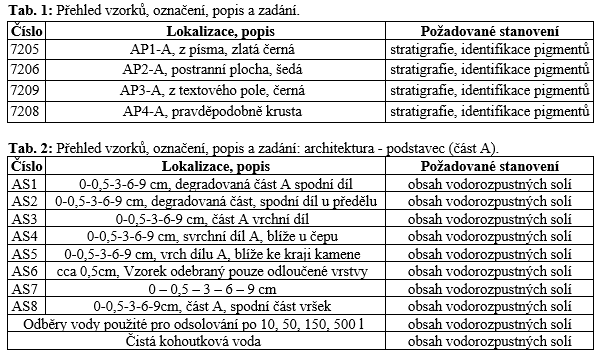 Tab. 1: Přehled vzorků, označení, popis a zadání.
Číslo Lokalizace, popis Požadované stanovení
7205 AP1-A, z písma, zlatá černá stratigrafie, identifikace pigmentů
7206 AP2-A, postranní plocha, šedá stratigrafie, identifikace pigmentů
7209 AP3-A, z textového pole, černá stratigrafie, identifikace pigmentů
7208 AP4-A, pravděpodobně krusta stratigrafie, identifikace pigmentů
Tab. 2: Přehled vzorků, označení, popis a zadání: architektura - podstavec (část A).
Číslo Lokalizace, popis Požadované stanovení
AS1 0-0,5-3-6-9 cm, degradovaná část A spodní díl obsah vodorozpustných solí
AS2 0-0,5-3-6-9 cm, degradovaná část, spodní díl u předělu obsah vodorozpustných solí
AS3 0-0,5-3-6-9 cm, část A vrchní díl obsah vodorozpustných solí
AS4 0-0,5-3-6-9 cm, svrchní díl A, blíže u čepu obsah vodorozpustných solí
AS5 0-0,5-3-6-9 cm, vrch dílu A, blíže ke kraji kamene obsah vodorozpustných solí
AS6 cca 0,5cm, Vzorek odebraný pouze odloučené vrstvy obsah vodorozpustných solí
AS7 0 – 0,5 – 3 – 6 – 9 cm obsah vodorozpustných solí
AS8 0-0,5-3-6-9cm, část A, spodní část vršek obsah vodorozpustných solí
Odběry vody použité pro odsolování po 10, 50, 150, 500 l obsah vodorozpustných solí
Čistá kohoutková voda obsah vodorozpustných solí